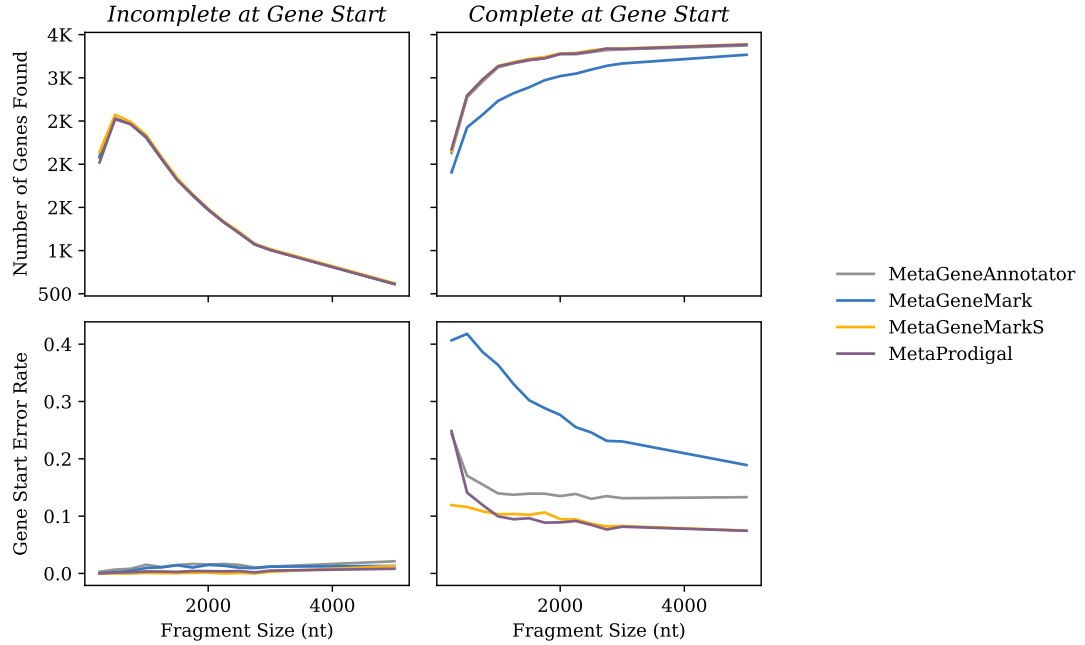 Incomplete at Gene Start
Complete at Gene Start
Number of Genes Found
4K
3K
2K
2K
2K
1K
500
Gene Start Error Rate
0.4
0.3
0.2
0.1
0.0
2000
4000
2000
4000
Fragment Size (nt)
Fragment Size (nt)
MetaGeneAnnotator
MetaGeneMark
MetaGeneMarkS
MetaProdigal